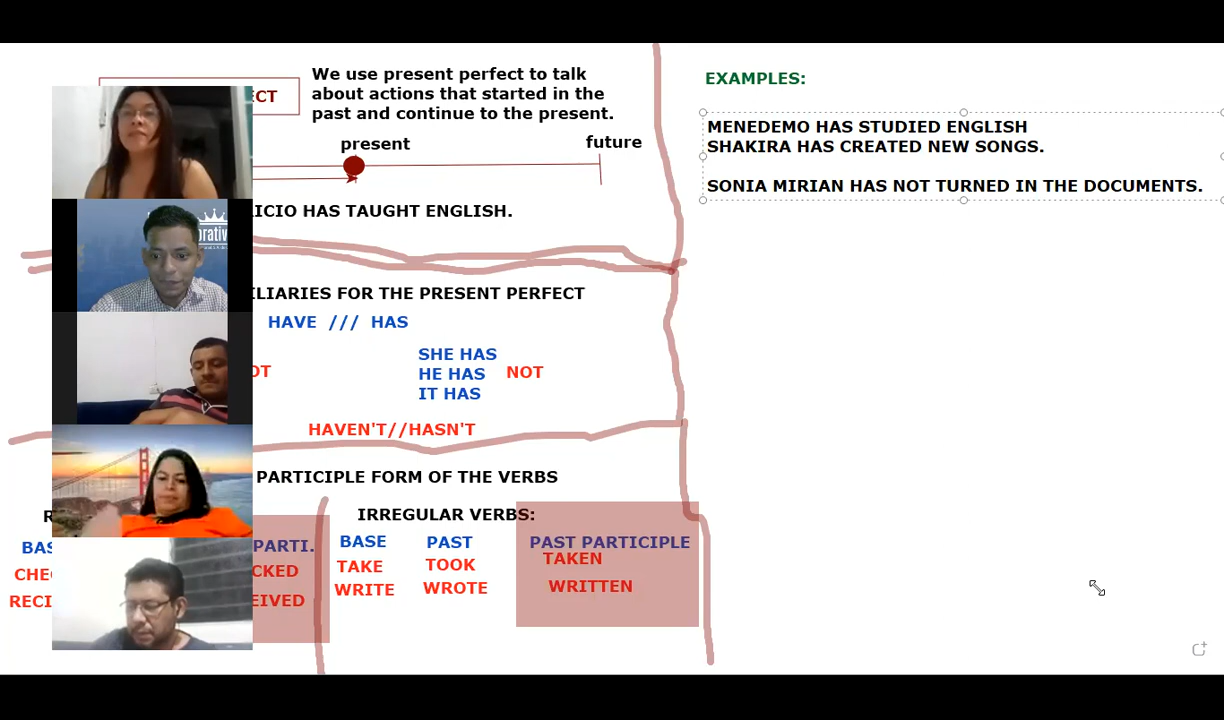 We use present perfect to talk
about actions that started in the
past and continue to the present.
present
future
HAS TAUGHT ENGLISH.
FOR THE PRESENT PERFECT
HAVE /// HAS
SHE HAS
HE HAS NOT
IT HAS
HAVEN'T//HASN'T
PARTICIPLE FORM OF THE VERBS
PARTI.
IRREGULAR VERBS:
BASE PAST PAST PARTICIPLE
TAKE TOOK TAKEN
WRITE WROTE WRITTEN
EXAMPLES:
MENEDEMO HAS STUDIED ENGLISH
SHAKIRA HAS CREATED NEW SONGS.
SONIA MIRIAN HAS NOT TURNED IN THE DOCUMENTS.